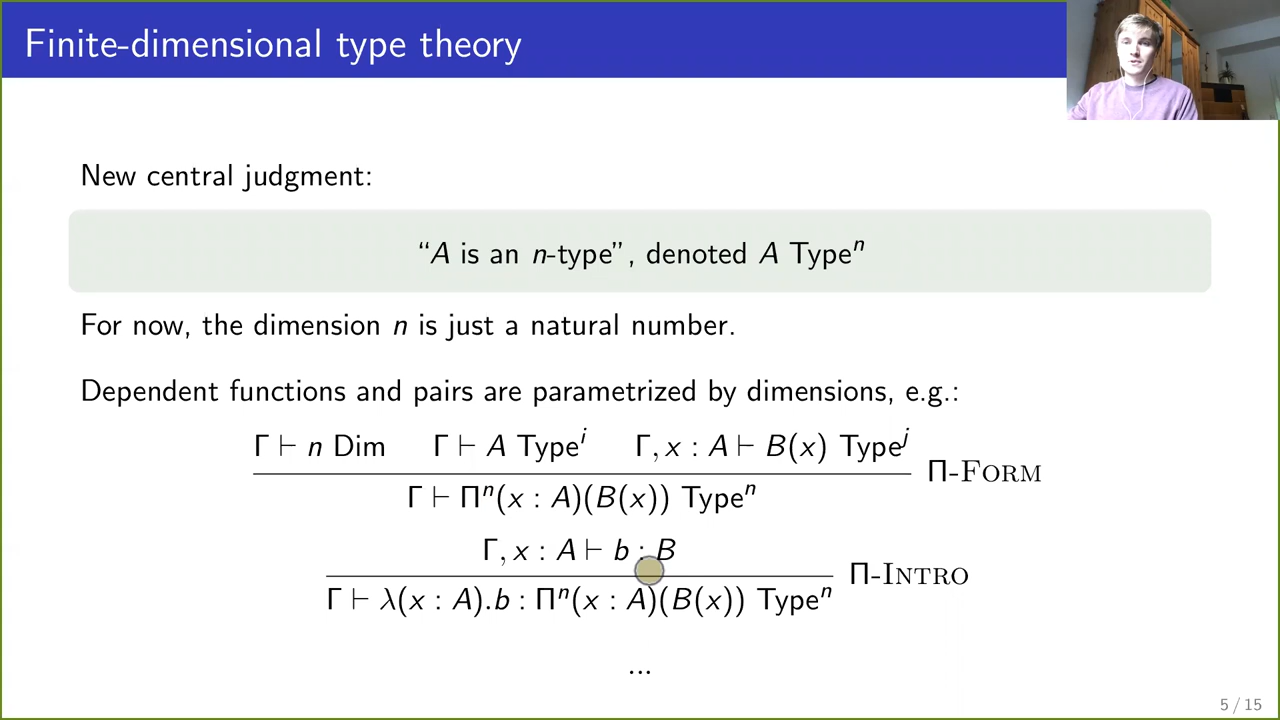 Finite-dimensional type theory
New central judgment:
“A is an n-type”, denoted A Typeⁿ
For now, the dimension n is just a natural number.
Dependent functions and pairs are parametrized by dimensions, e.g.:
Γ ⊢ n Dim Γ ⊢ A Typeⁱ Γ, x : A ⊢ B(x) Typeʲ
Π-Form
Γ ⊢ Πⁿ(x : A)(B(x)) Typeⁿ
Γ, x : A ⊢ b : B
Π-Intro
Γ ⊢ λ(x : A).b : Πⁿ(x : A)(B(x)) Typeⁿ
...
5 / 15